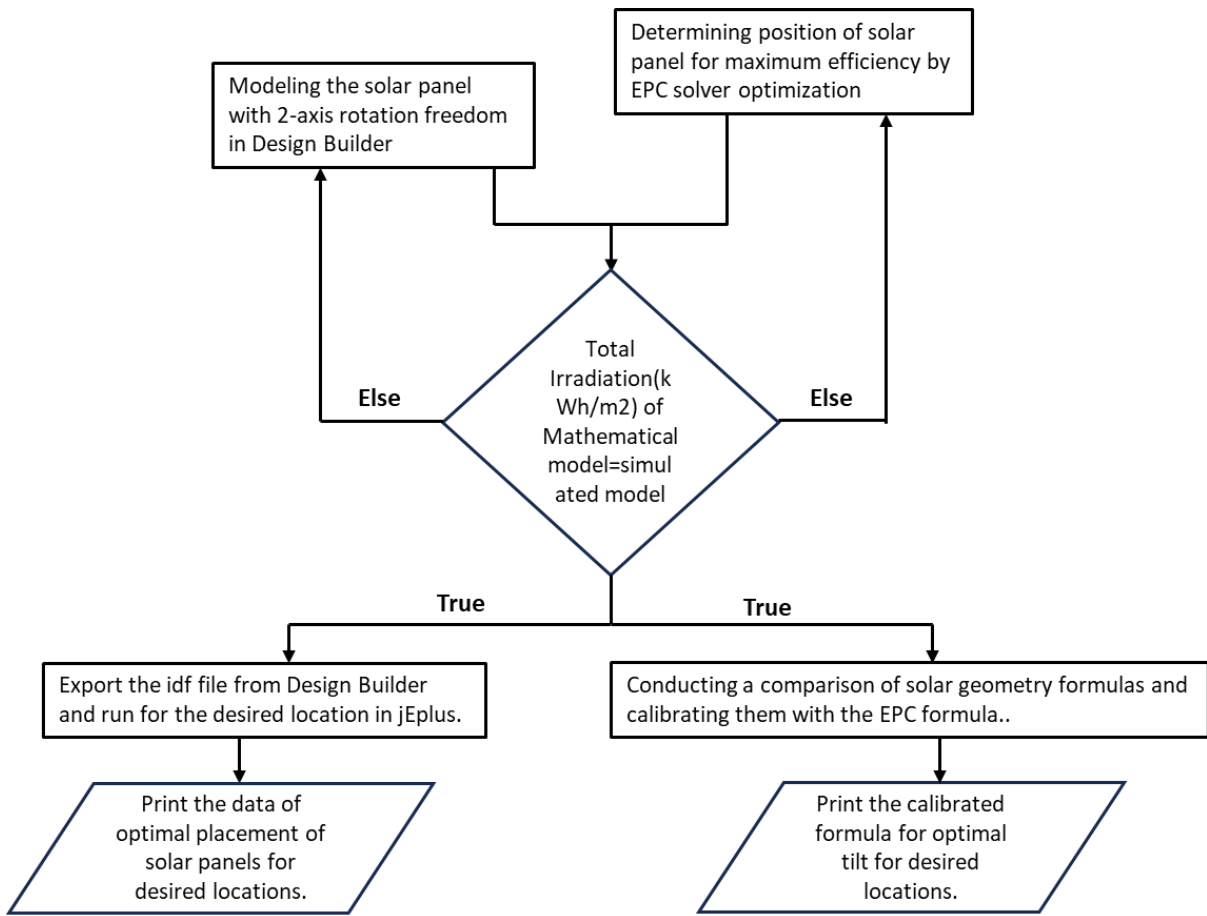 Modeling the solar panel
with 2-axis rotation freedom
in Design Builder
Determining position of solar
panel for maximum efficiency by
EPC solver optimization
Total
Irradiation(k
Wh/m2) of
Mathematical
model=simul
ated model
Else
Else
True
True
Export the idf file from Design Builder
and run for the desired location in jEplus.
Conducting a comparison of solar geometry formulas and
calibrating them with the EPC formula..
Print the data of
optimal placement of
solar panels for
desired locations.
Print the calibrated
formula for optimal
tilt for desired
locations.